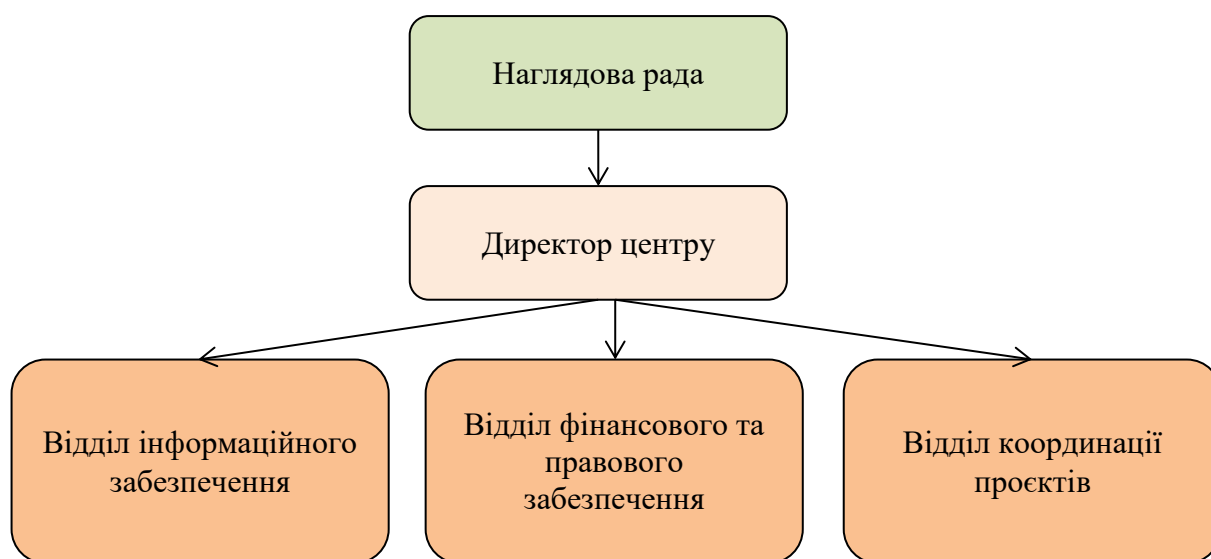 Наглядова рада
Директор центру
Відділ інформаційного
забезпечення
Відділ фінансового та
правового
забезпечення
Відділ координації
проєктів